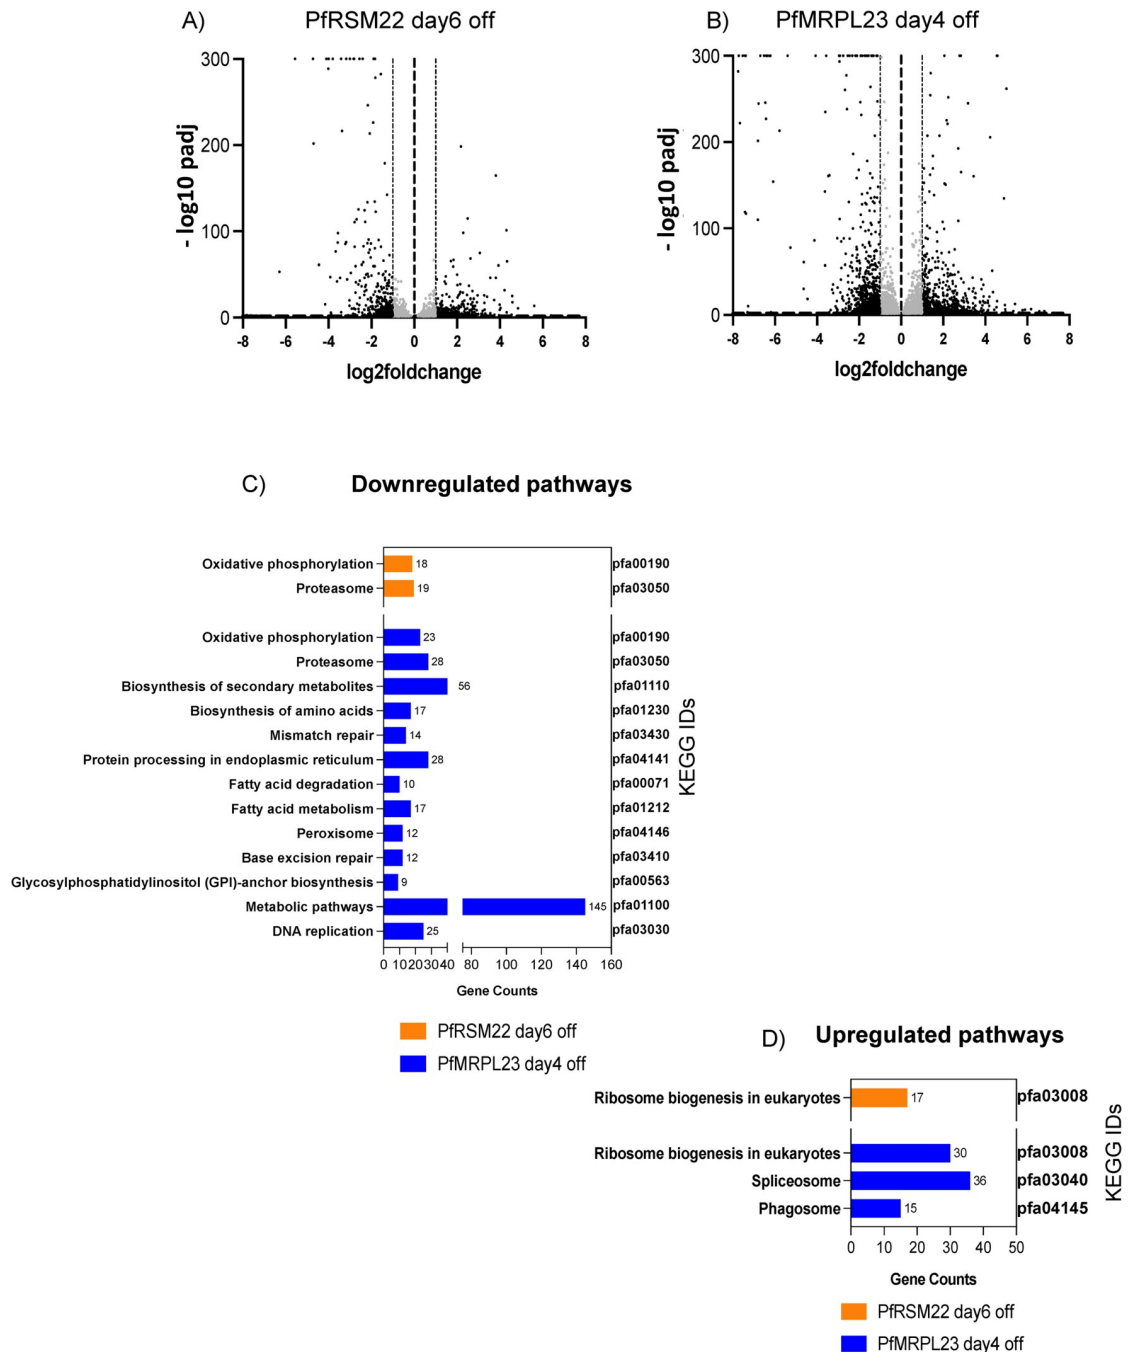 A) PfRSM22 day6 off
300
200
100
0
- log10 padj
-8 -6 -4 -2 0 2 4 6 8
log2foldchange
B) PfMRPL23 day4 off
300
200
100
0
- log10 padj
-8 -6 -4 -2 0 2 4 6 8
log2foldchange
C) Downregulated pathways
Oxidative phosphorylation 18 pfa00190
Proteasome 19 pfa03050
Oxidative phosphorylation 23 pfa00190
Proteasome 28 pfa03050
Biosynthesis of secondary metabolites 56 pfa01110
Biosynthesis of amino acids 17 pfa01230
Mismatch repair 14 pfa03430
Protein processing in endoplasmic reticulum 28 pfa04141
Fatty acid degradation 10 pfa00071
Fatty acid metabolism 17 pfa01212
Peroxisome 12 pfa04146
Base excision repair 12 pfa03410
Glycosylphosphatidylinositol (GPI)-anchor biosynthesis 9 pfa00563
Metabolic pathways 145 pfa01100
DNA replication 25 pfa03030
KEGG IDs
0 10 20 30 40 80 100 120 140 160
Gene Counts
PfRSM22 day6 off
PfMRPL23 day4 off
D) Upregulated pathways
Ribosome biogenesis in eukaryotes 17 pfa03008
Ribosome biogenesis in eukaryotes 30 pfa03008
Spliceosome 36 pfa03040
Phagosome 15 pfa04145
KEGG IDs
0 10 20 30 40 50
Gene Counts
PfRSM22 day6 off
PfMRPL23 day4 off